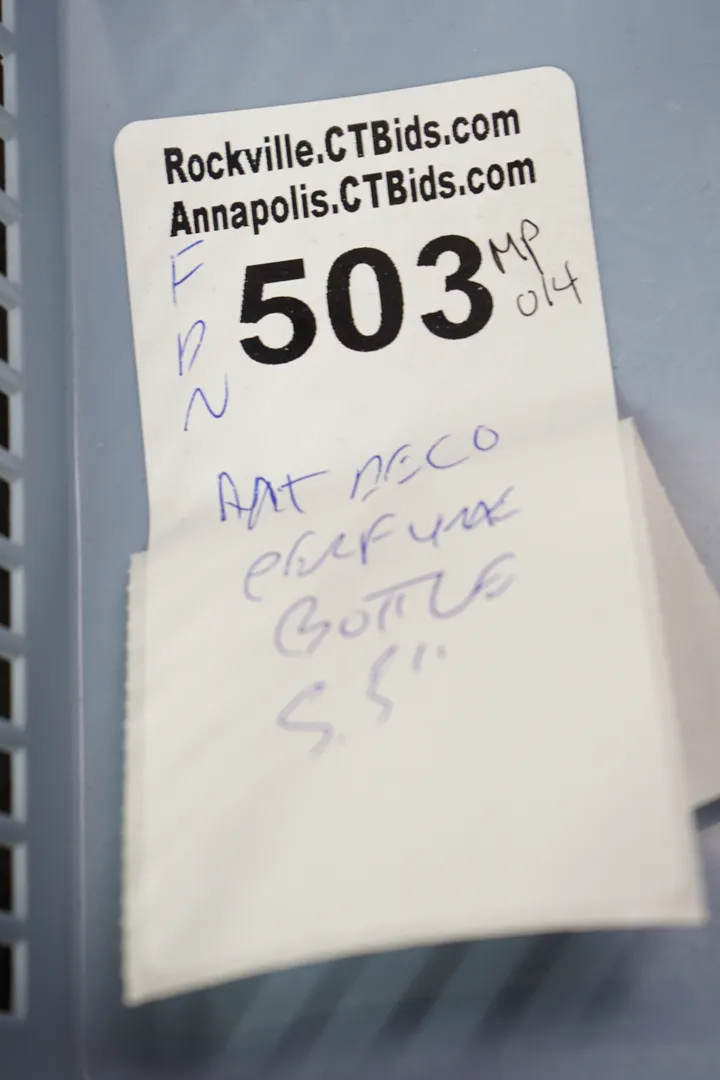 Rockville.CTBids.com
Annapolis.CTBids.com
F
D
N
503
MP
014
ART DECO
PERFUME
BOTTLE
5.5"